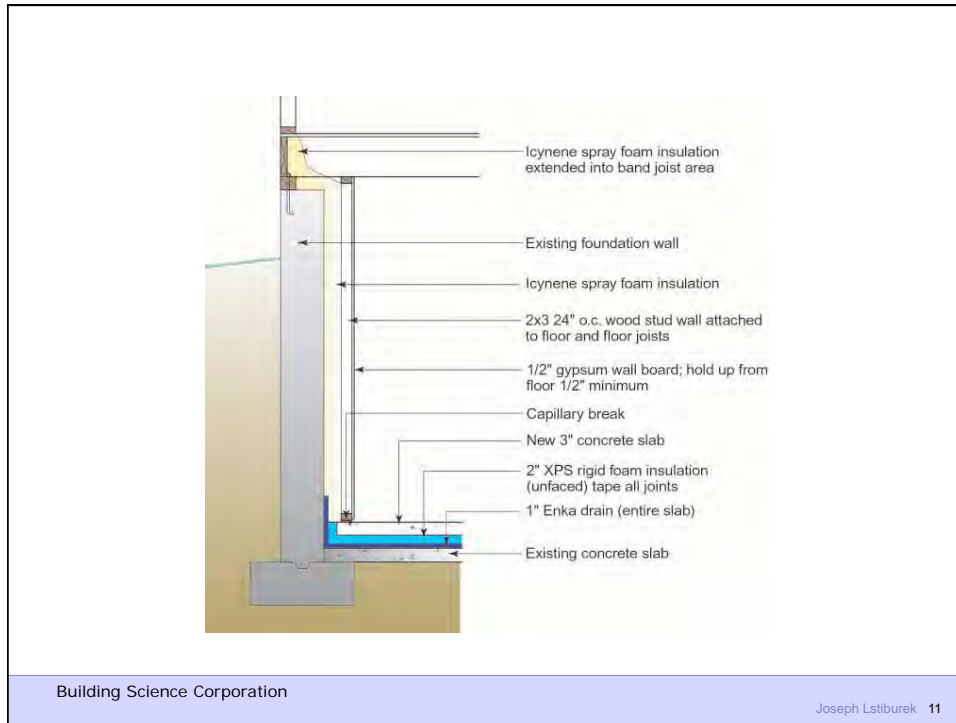 Icynene spray foam insulation
extended into band joist area
Existing foundation wall
Icynene spray foam insulation
2x3 24" o.c. wood stud wall attached
to floor and floor joists
1/2" gypsum wall board; hold up from
floor 1/2" minimum
Capillary break
New 3" concrete slab
2" XPS rigid foam insulation
(unfaced) tape all joints
1" Enka drain (entire slab)
Existing concrete slab
Building Science Corporation
Joseph Lstiburek 11